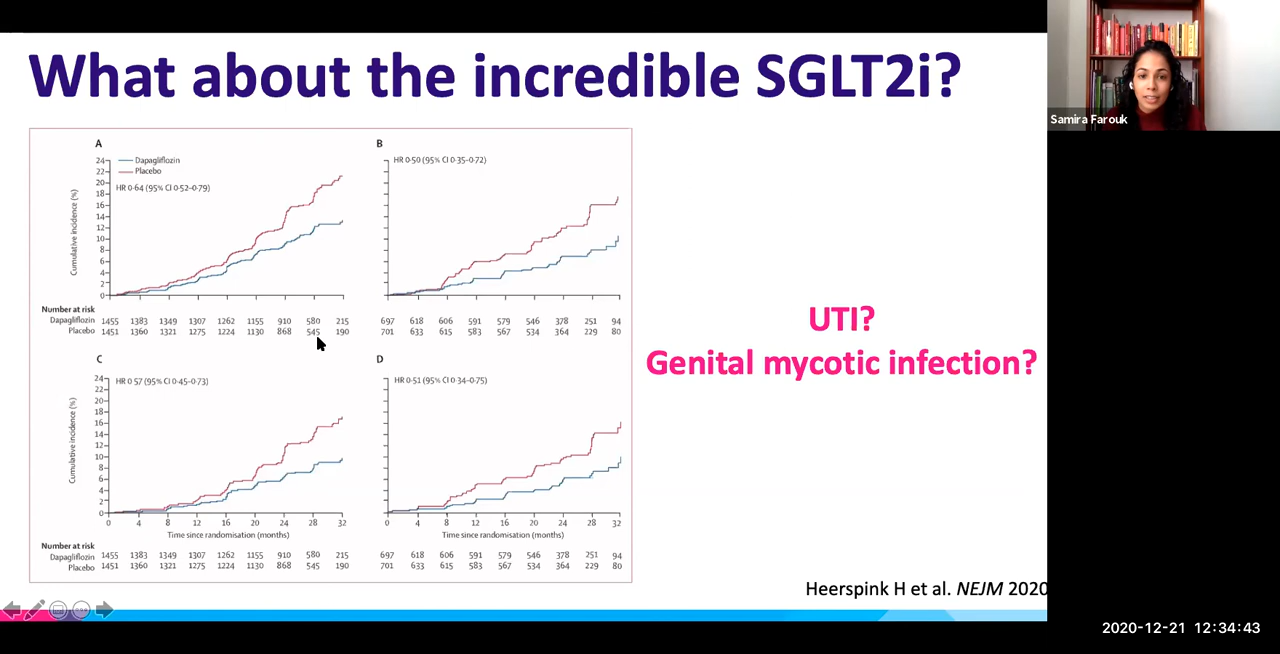 What about the incredible SGLT2i?
Samira Farouk
A
Dapagliflozin
Placebo
HR 0·64 (95% CI 0·52–0·79)
Cumulative incidence (%)
24
22
20
18
16
14
12
10
8
6
4
2
0
B
HR 0·50 (95% CI 0·35–0·72)
Number at risk
Dapagliflozin 1455 1383 1349 1307 1262 1155 910 580 215
Placebo 1451 1360 1321 1275 1224 1130 868 545 190
697 618 606 591 579 546 378 251 94
701 633 615 583 567 534 364 229 80
UTI?
Genital mycotic infection?
C
HR 0·57 (95% CI 0·45–0·73)
Cumulative incidence (%)
24
22
20
18
16
14
12
10
8
6
4
2
0
0 4 8 12 16 20 24 28 32
Time since randomisation (months)
D
HR 0·51 (95% CI 0·34–0·75)
0 4 8 12 16 20 24 28 32
Time since randomisation (months)
Number at risk
Dapagliflozin 1455 1383 1349 1307 1262 1155 910 580 215
Placebo 1451 1360 1321 1275 1224 1130 868 545 190
697 618 606 591 579 546 378 251 94
701 633 615 583 567 534 364 229 80
Heerspink H et al. NEJM 2020
2020-12-21 12:34:43